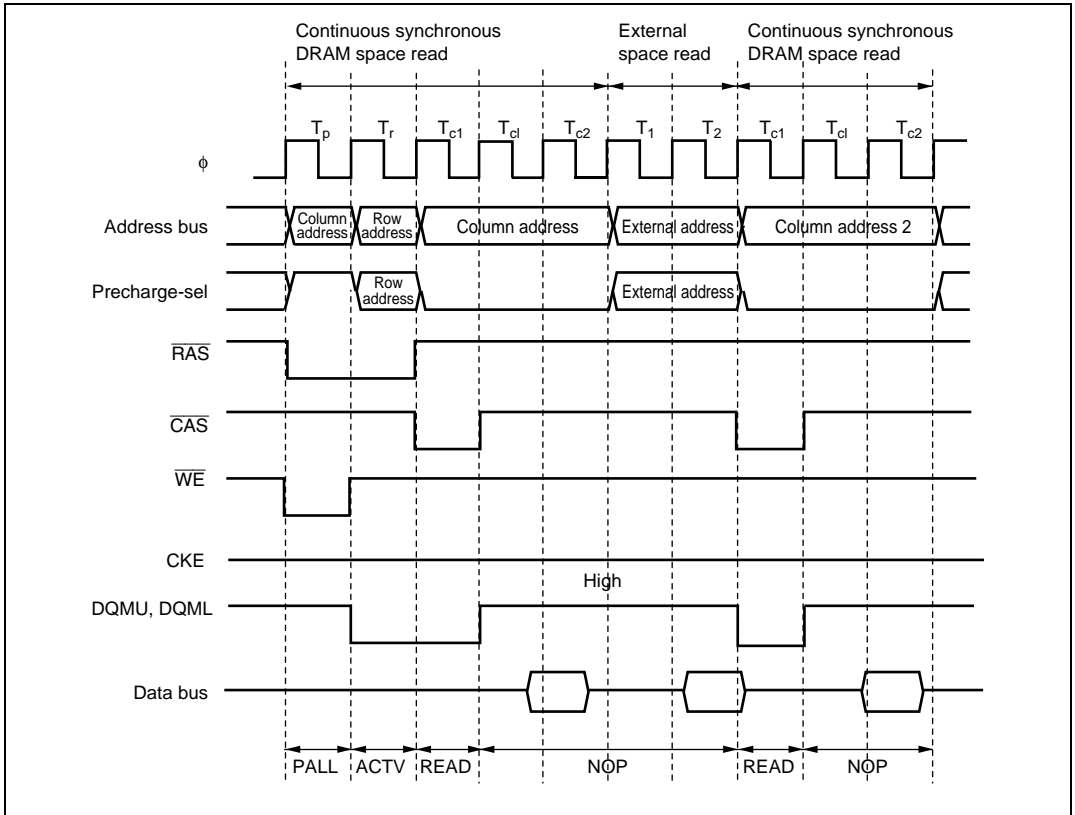 Continuous synchronous
DRAM space read
External
space read
Continuous synchronous
DRAM space read
Tp Tr Tc1 Tcl Tc2 T1 T2 Tc1 Tcl Tc2
ϕ
Address bus
Column
address
Row
address
Column address
External address
Column address 2
Precharge-sel
Row
address
External address
RAS
CAS
WE
CKE
High
DQMU, DQML
Data bus
PALL ACTV READ NOP READ NOP